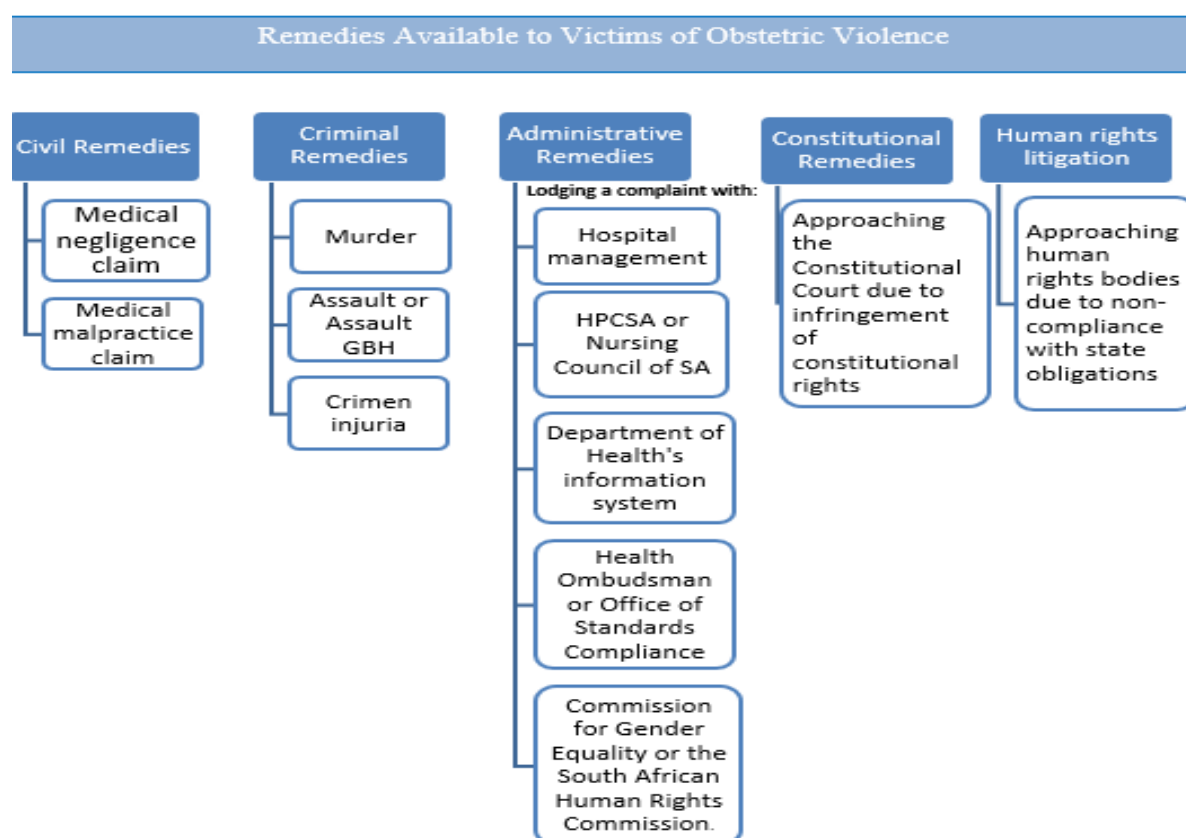 Remedies Available to Victims of Obstetric Violence
Civil Remedies
Medical
negligence
claim
Medical
malpractice
claim
Criminal
Remedies
Murder
Assault or
Assault
GBH
Crimen
injuria
Administrative
Remedies
Lodging a complaint with:
Hospital
management
HPCSA or
Nursing
Council of SA
Department of
Health's
information
system
Health
Ombudsman
or Office of
Standards
Compliance
Commission
for Gender
Equality or the
South African
Human Rights
Commission.
Constitutional
Remedies
Approaching
the
Constitutional
Court due to
infringement
of
constitutional
rights
Human rights
litigation
Approaching
human
rights bodies
due to non-
compliance
with state
obligations